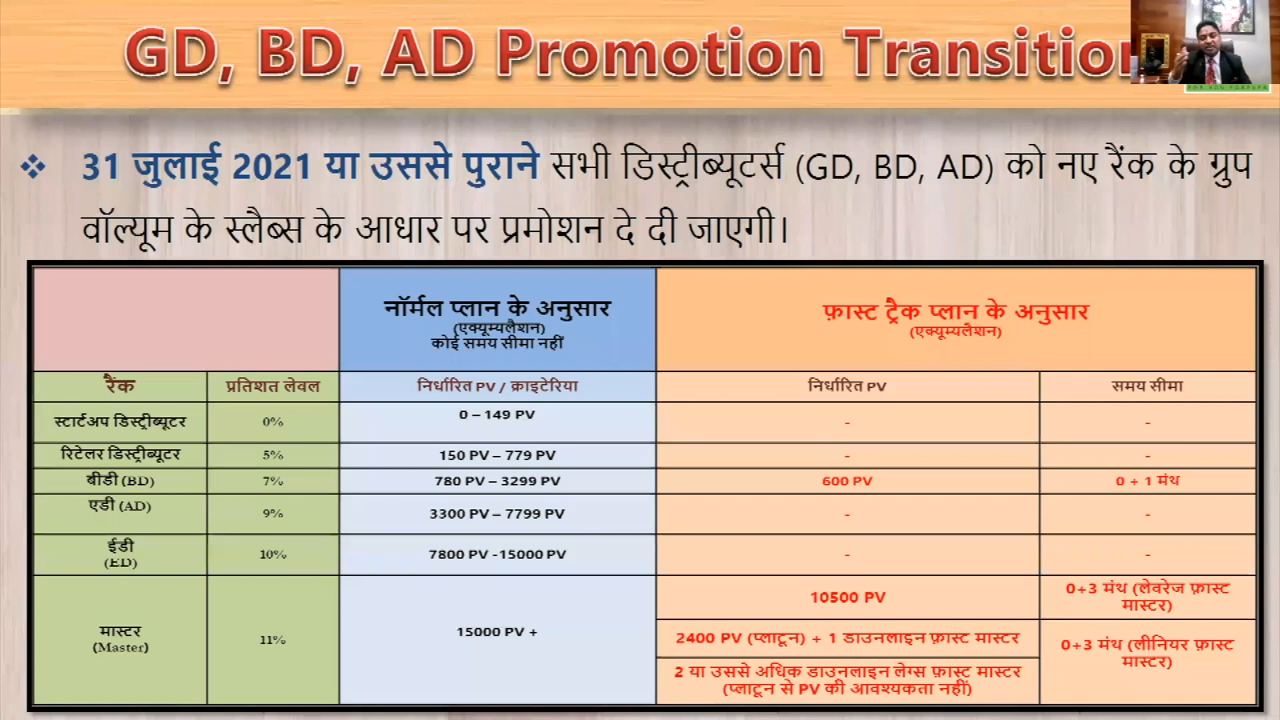 GD, BD, AD Promotion Transition
❖ 31 जुलाई 2021 या उससे पुराने सभी डिस्ट्रीब्यूटर्स (GD, BD, AD) को नए रैंक के ग्रुप
वॉल्यूम के स्लैब्स के आधार पर प्रमोशन दे दी जाएगी।
नॉर्मल प्लान के अनुसार
(एक्यूम्यलैशन)
कोई समय सीमा नहीं
फ़ास्ट ट्रैक प्लान के अनुसार
(एक्यूम्यलैशन)
रैंक प्रतिशत लेवल निर्धारित PV / क्राइटेरिया निर्धारित PV समय सीमा
स्टार्टअप डिस्ट्रीब्यूटर 0% 0 – 149 PV - -
रिटेलर डिस्ट्रीब्यूटर 5% 150 PV – 779 PV - -
बीडी (BD) 7% 780 PV – 3299 PV 600 PV 0 + 1 मंथ
एडी (AD) 9% 3300 PV – 7799 PV - -
ईडी
(ED) 10% 7800 PV -15000 PV - -
मास्टर
(Master) 11% 15000 PV +
10500 PV 0+3 मंथ (लेवरेज फ़ास्ट
मास्टर)
2400 PV (प्लाटून) + 1 डाउनलाइन फ़ास्ट मास्टर 0+3 मंथ (लीनियर फ़ास्ट
मास्टर)
2 या उससे अधिक डाउनलाइन लेग्स फ़ास्ट मास्टर
(प्लाटून से PV की आवश्यकता नहीं)